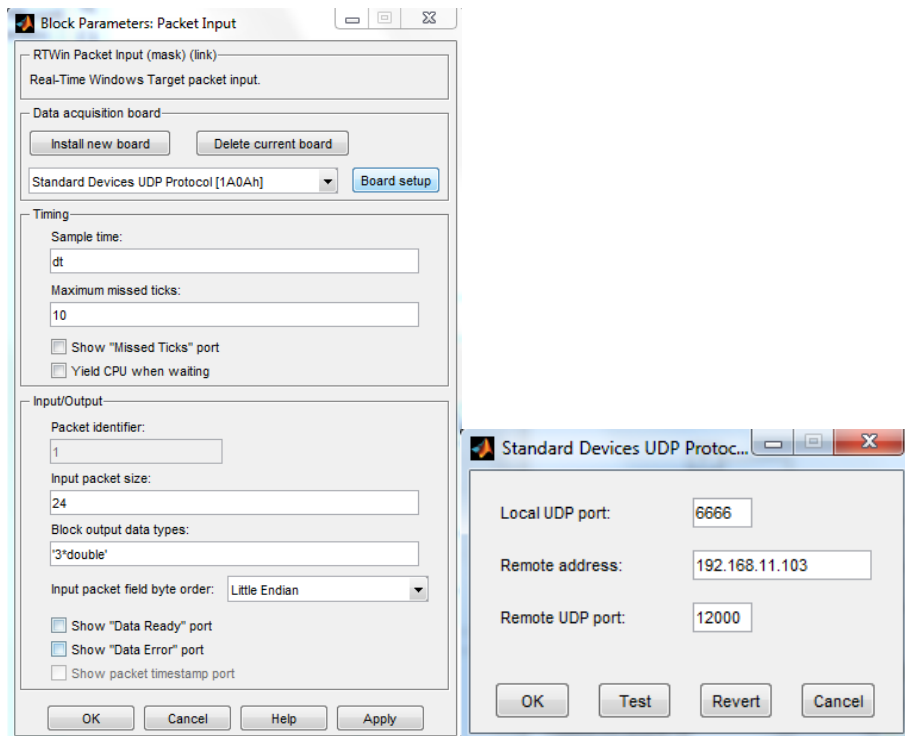 Block Parameters: Packet Input
RTWin Packet Input (mask) (link)
Real-Time Windows Target packet input.
Data acquisition board
Install new board Delete current board
Standard Devices UDP Protocol [1A0Ah] Board setup
Timing
Sample time:
dt
Maximum missed ticks:
10
Show "Missed Ticks" port
Yield CPU when waiting
Input/Output
Packet identifier:
1
Input packet size:
24
Block output data types:
'3*double'
Input packet field byte order: Little Endian
Show "Data Ready" port
Show "Data Error" port
Show packet timestamp port
OK Cancel Help Apply
Standard Devices UDP Protoc...
Local UDP port: 6666
Remote address: 192.168.11.103
Remote UDP port: 12000
OK Test Revert Cancel